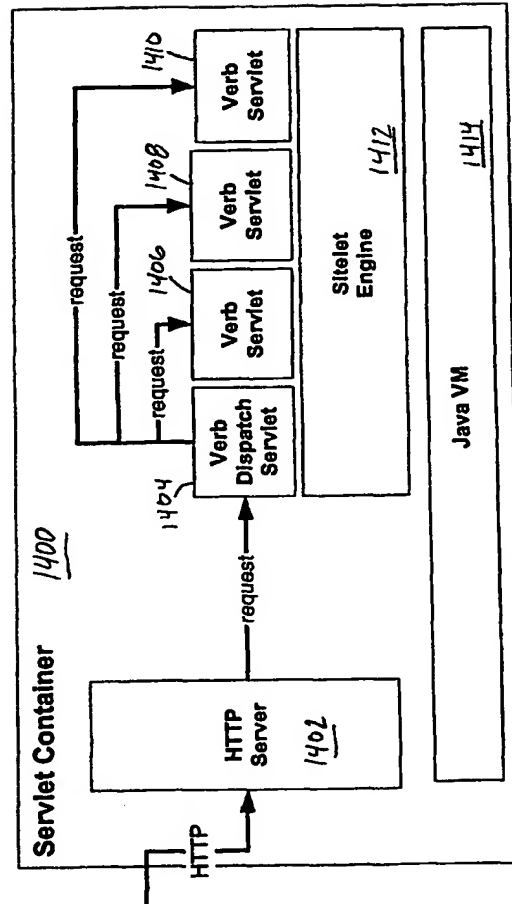 Servlet Container
1400
HTTP
HTTP
Server
1402
request
1404
Verb
Dispatch
Servlet
request
1406
Verb
Servlet
request
1408
Verb
Servlet
request
1410
Verb
Servlet
Sitelet
Engine
1412
Java VM
1414